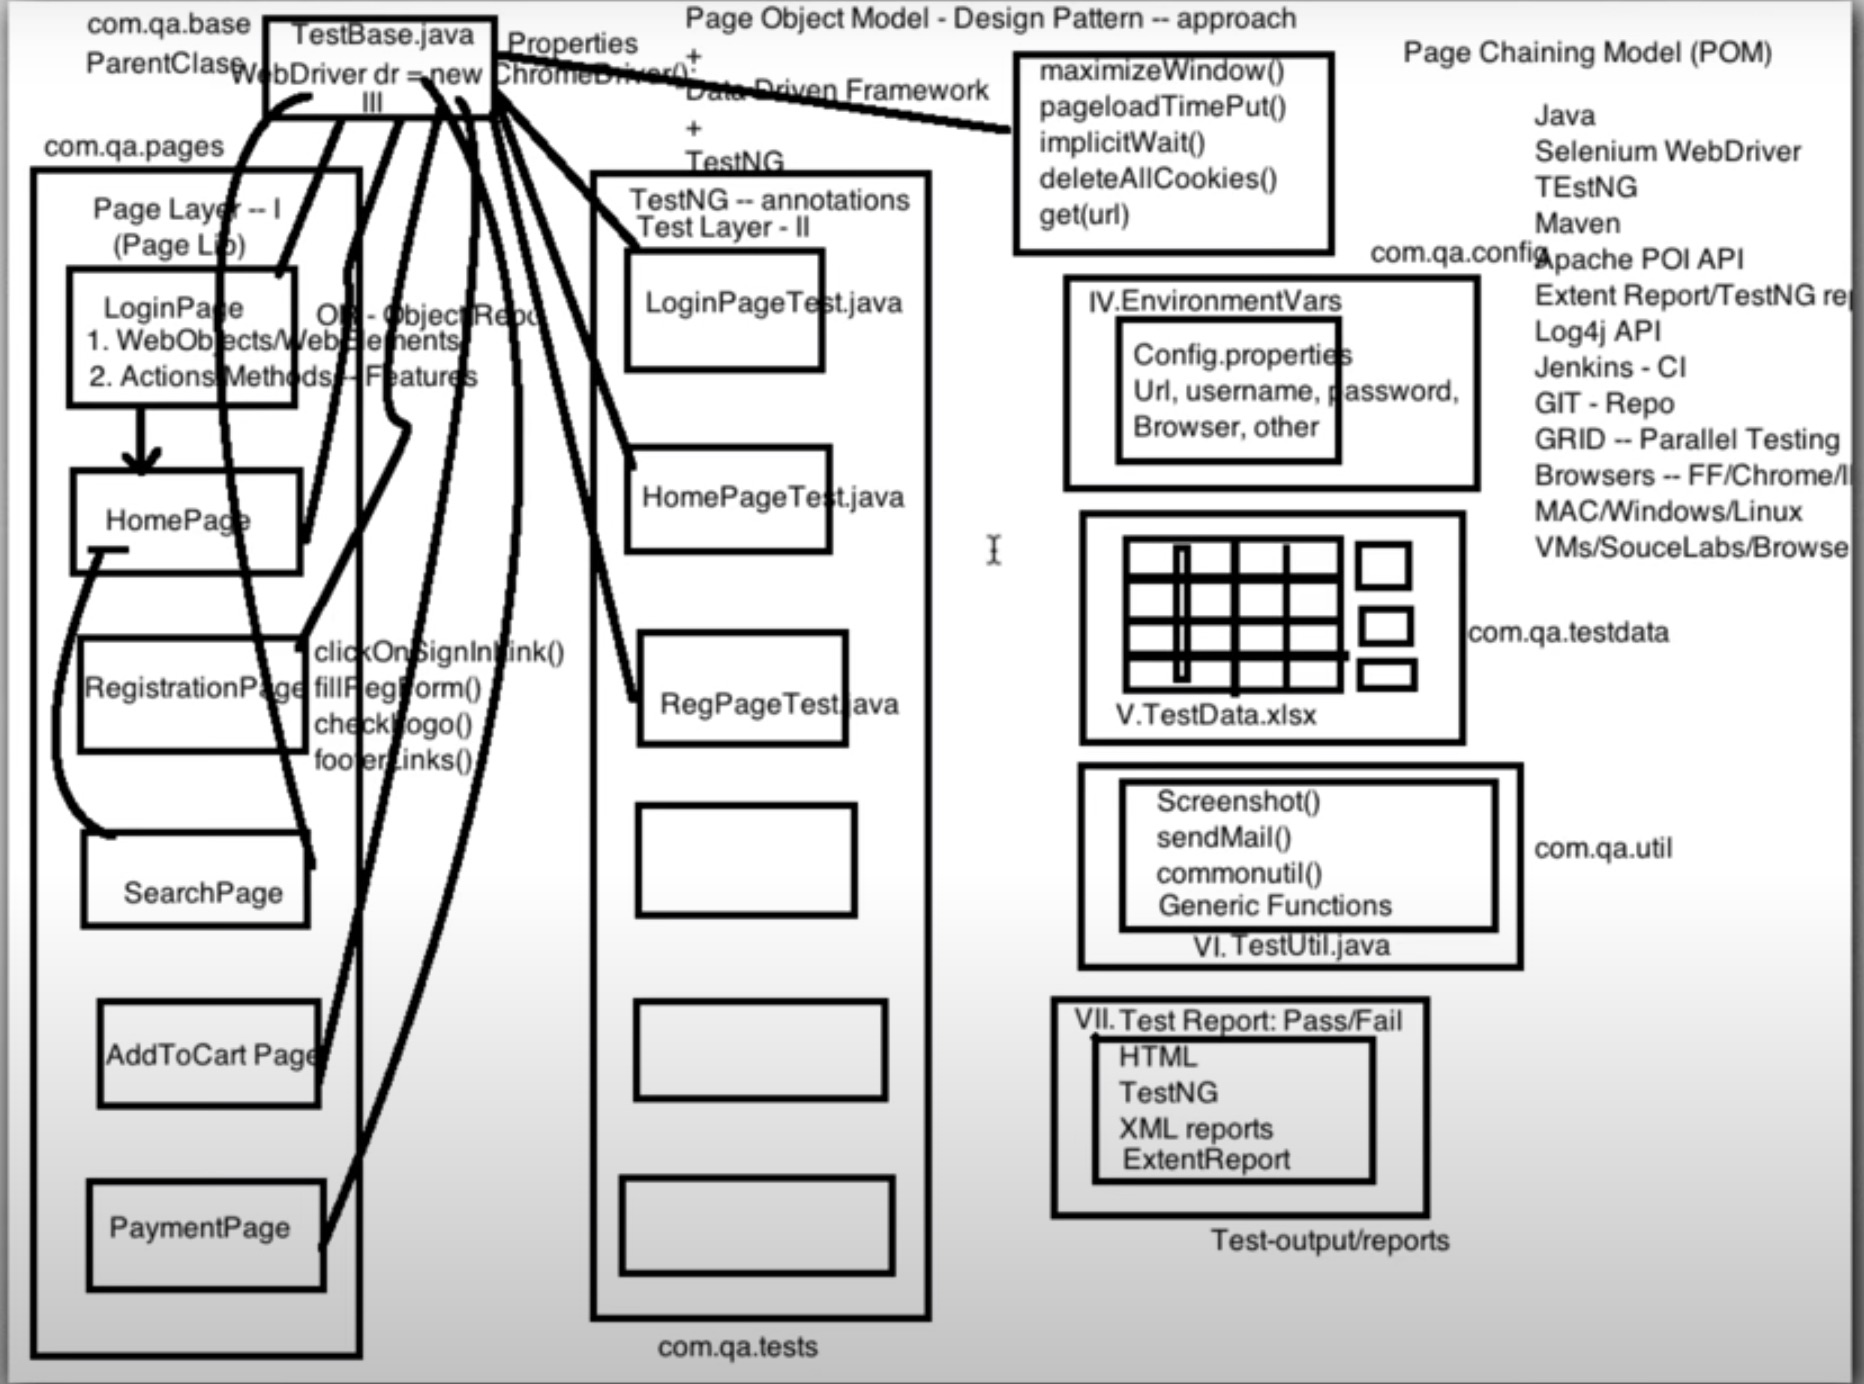 com.qa.base
ParentClass
TestBase.java
WebDriver dr = new ChromeDriver();
III
Properties
Page Object Model - Design Pattern -- approach
+
Data Driven Framework
+
TestNG
maximizeWindow()
pageloadTimePut()
implicitWait()
deleteAllCookies()
get(url)
Page Chaining Model (POM)
Java
Selenium WebDriver
TEstNG
Maven
Apache POI API
Extent Report/TestNG
Log4j API
Jenkins - CI
GIT - Repo
GRID -- Parallel Testing
Browsers -- FF/Chrome/
MAC/Windows/Linux
VMs/SouceLabs/Browse
com.qa.pages
Page Layer -- I
(Page Lib)
LoginPage
OR - Object Repo
1. WebObjects/WebElements
2. Actions/Methods -- Features
HomePage
RegistrationPage
clickOnSignInLink()
fillRegForm()
checkLogo()
footerLinks()
SearchPage
AddToCart Page
PaymentPage
TestNG -- annotations
Test Layer - II
LoginPageTest.java
HomePageTest.java
RegPageTest.java
com.qa.tests
com.qa.config
IV.EnvironmentVars
Config.properties
Url, username, password,
Browser, other
com.qa.testdata
V.TestData.xlsx
Screenshot()
sendMail()
commonutil()
Generic Functions
VI.TestUtil.java
com.qa.util
VII.Test Report: Pass/Fail
HTML
TestNG
XML reports
ExtentReport
Test-output/reports